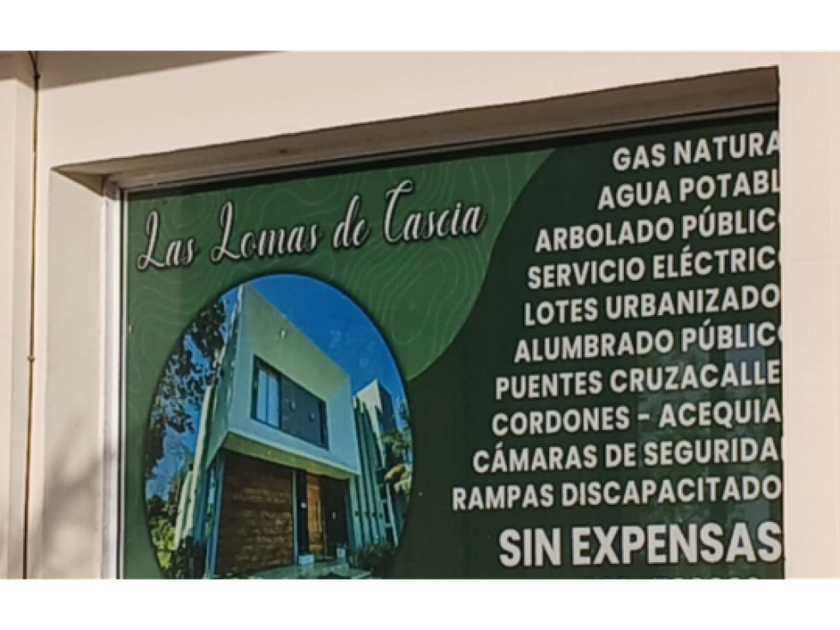 Las Lomas de Cascia
GAS NATURA
AGUA POTABL
ARBOLADO PÚBLIC
SERVICIO ELÉCTRIC
LOTES URBANIZADO
ALUMBRADO PÚBLIC
PUENTES CRUZACALLE
CORDONES - ACEQUIA
CÁMARAS DE SEGURIDA
RAMPAS DISCAPACITADO
SIN EXPENSAS